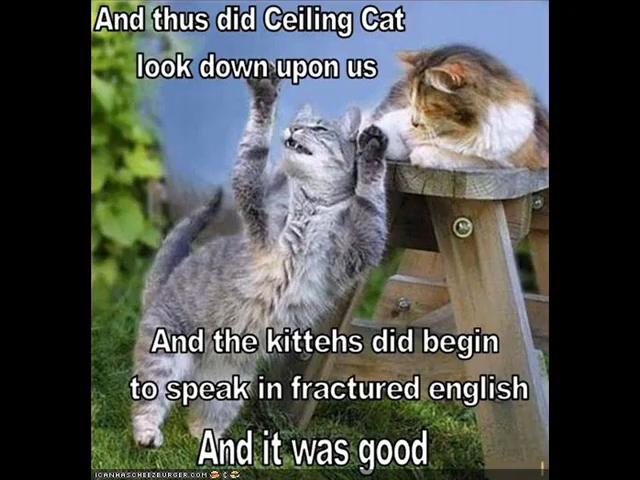 And thus did Ceiling Cat
look down upon us
And the kittehs did begin
to speak in fractured english
And it was good
ICANHASCHEEZBURGER.COM